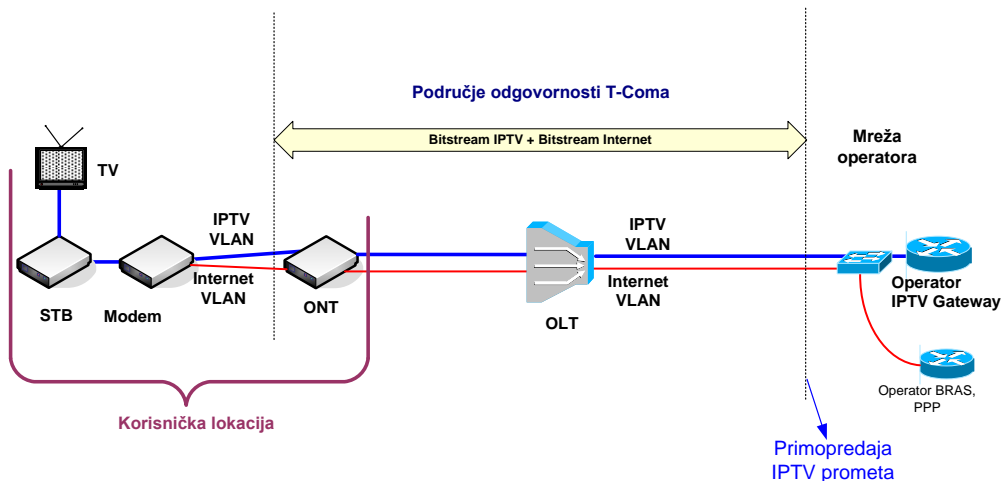 Područje odgovornosti T-Coma
Bitstream IPTV + Bitstream Internet
Mreža
operatora
TV
IPTV
VLAN
Internet
VLAN
STB
Modem
ONT
OLT
IPTV
VLAN
Internet
VLAN
Operator
IPTV Gateway
Operator BRAS,
PPP
Korisnička lokacija
Primopredaja
IPTV prometa